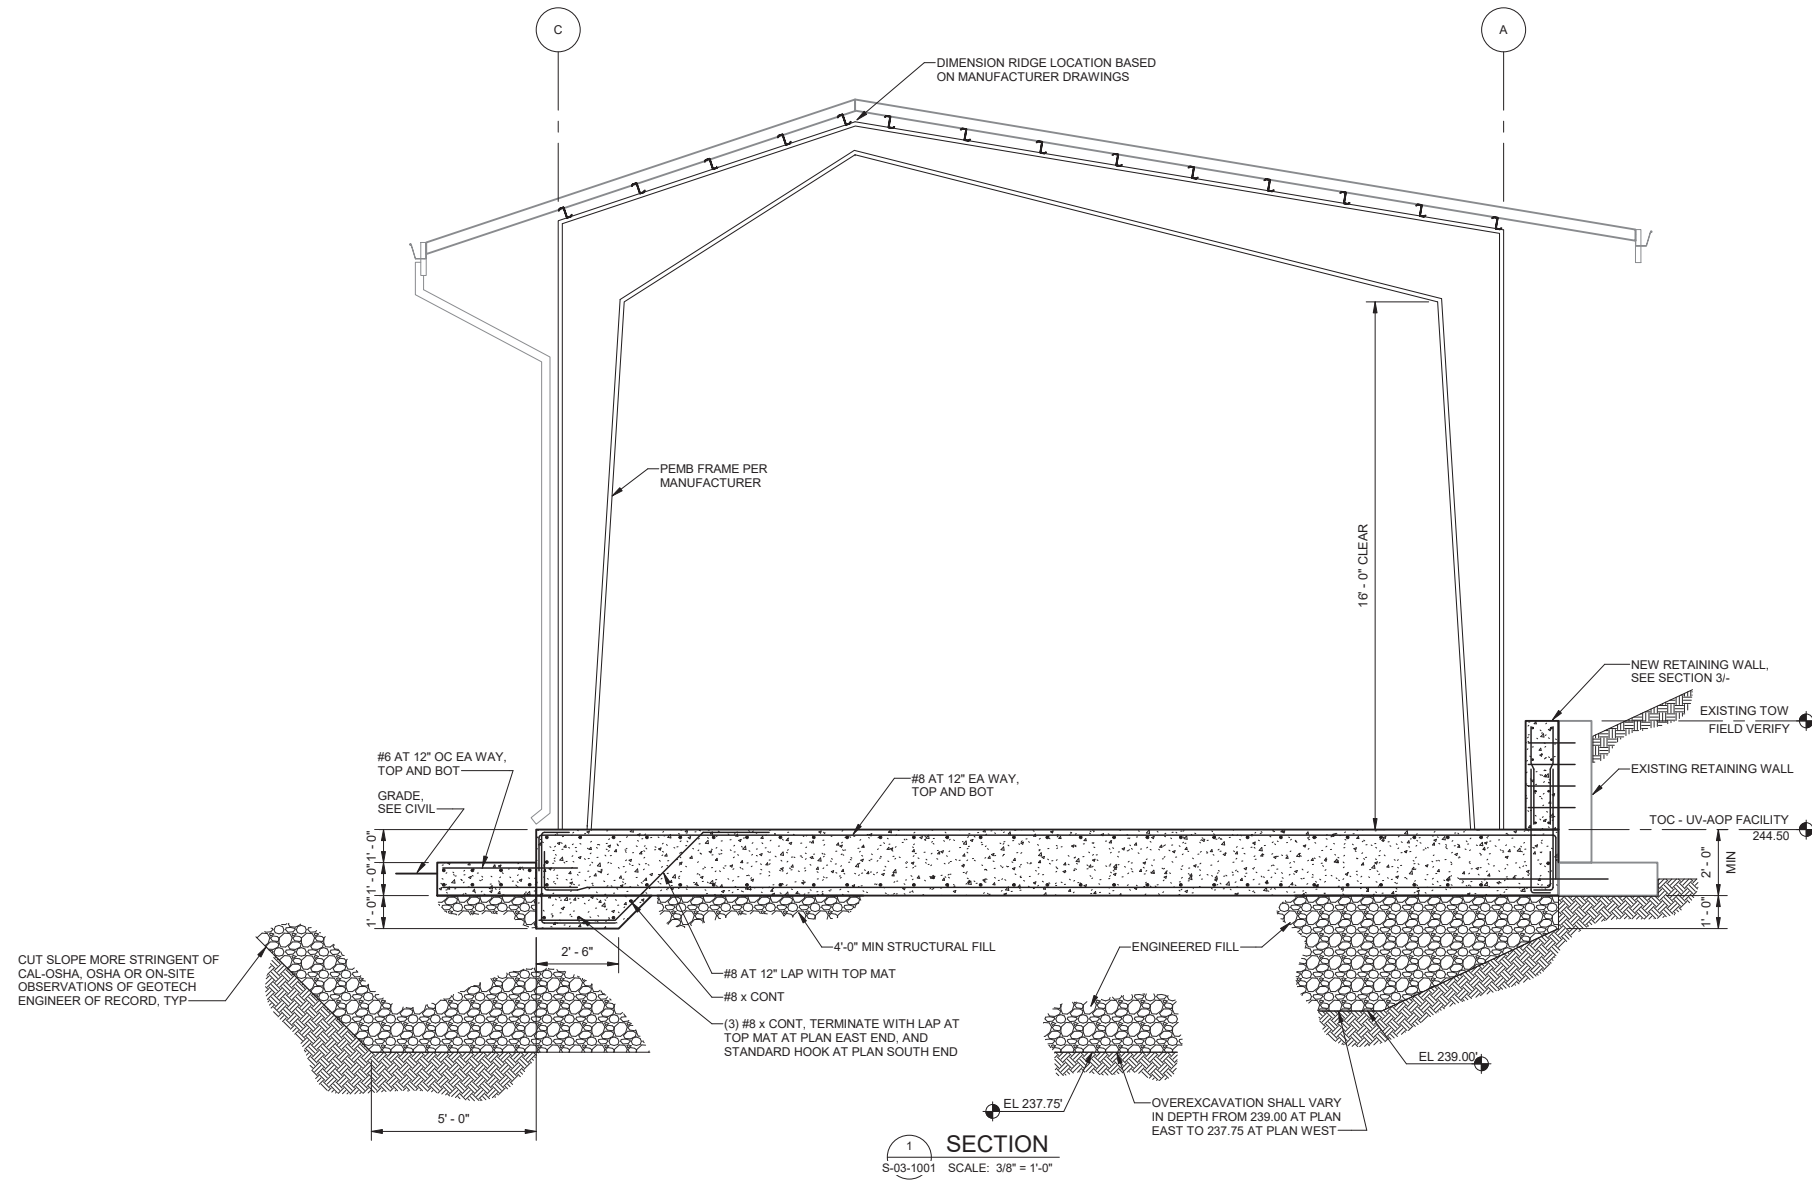 C
A
DIMENSION RIDGE LOCATION BASED
ON MANUFACTURER DRAWINGS
PEMB FRAME PER
MANUFACTURER
16' - 0" CLEAR
NEW RETAINING WALL,
SEE SECTION 3/-
EXISTING TOW
FIELD VERIFY
EXISTING RETAINING WALL
#6 AT 12" OC EA WAY,
TOP AND BOT
GRADE,
SEE CIVIL
#8 AT 12" EA WAY,
TOP AND BOT
TOC - UV-AOP FACILITY
244.50
1' - 0"
1' - 0"
1' - 0"
2' - 0"
MIN
1' - 0"
2' - 6"
4'-0" MIN STRUCTURAL FILL
ENGINEERED FILL
CUT SLOPE MORE STRINGENT OF
CAL-OSHA, OSHA OR ON-SITE
OBSERVATIONS OF GEOTECH
ENGINEER OF RECORD, TYP
#8 AT 12" LAP WITH TOP MAT
#8 x CONT
(3) #8 x CONT, TERMINATE WITH LAP AT
TOP MAT AT PLAN EAST END, AND
STANDARD HOOK AT PLAN SOUTH END
EL 239.00'
EL 237.75'
OVEREXCAVATION SHALL VARY
IN DEPTH FROM 239.00 AT PLAN
EAST TO 237.75 AT PLAN WEST
5' - 0"
1
SECTION
S-03-1001
SCALE: 3/8" = 1'-0"